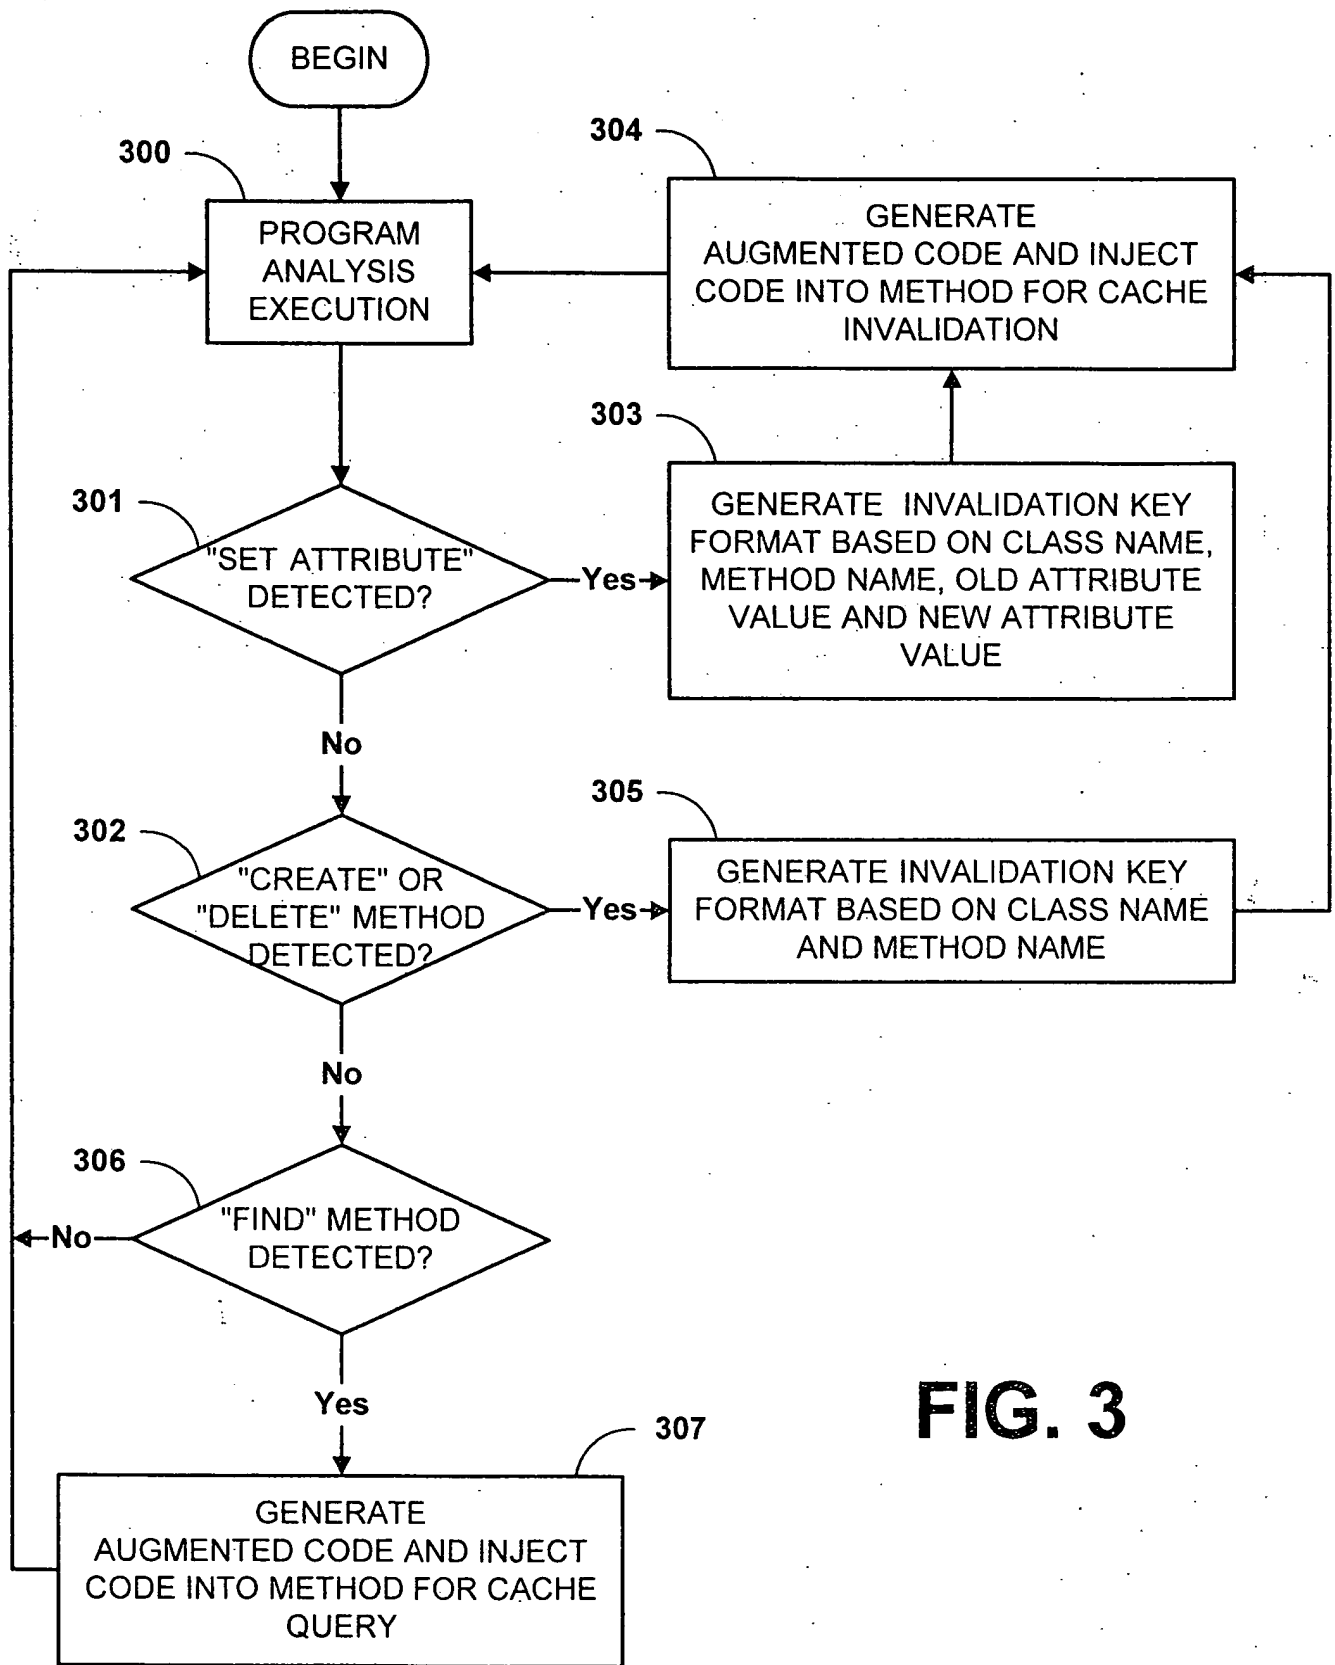 BEGIN
300
PROGRAM
ANALYSIS
EXECUTION
304
GENERATE
AUGMENTED CODE AND INJECT
CODE INTO METHOD FOR CACHE
INVALIDATION
301
"SET ATTRIBUTE"
DETECTED?
Yes
303
GENERATE INVALIDATION KEY
FORMAT BASED ON CLASS NAME,
METHOD NAME, OLD ATTRIBUTE
VALUE AND NEW ATTRIBUTE
VALUE
No
302
"CREATE" OR
"DELETE" METHOD
DETECTED?
Yes
305
GENERATE INVALIDATION KEY
FORMAT BASED ON CLASS NAME
AND METHOD NAME
No
306
"FIND" METHOD
DETECTED?
No
Yes
307
GENERATE
AUGMENTED CODE AND INJECT
CODE INTO METHOD FOR CACHE
QUERY
FIG. 3